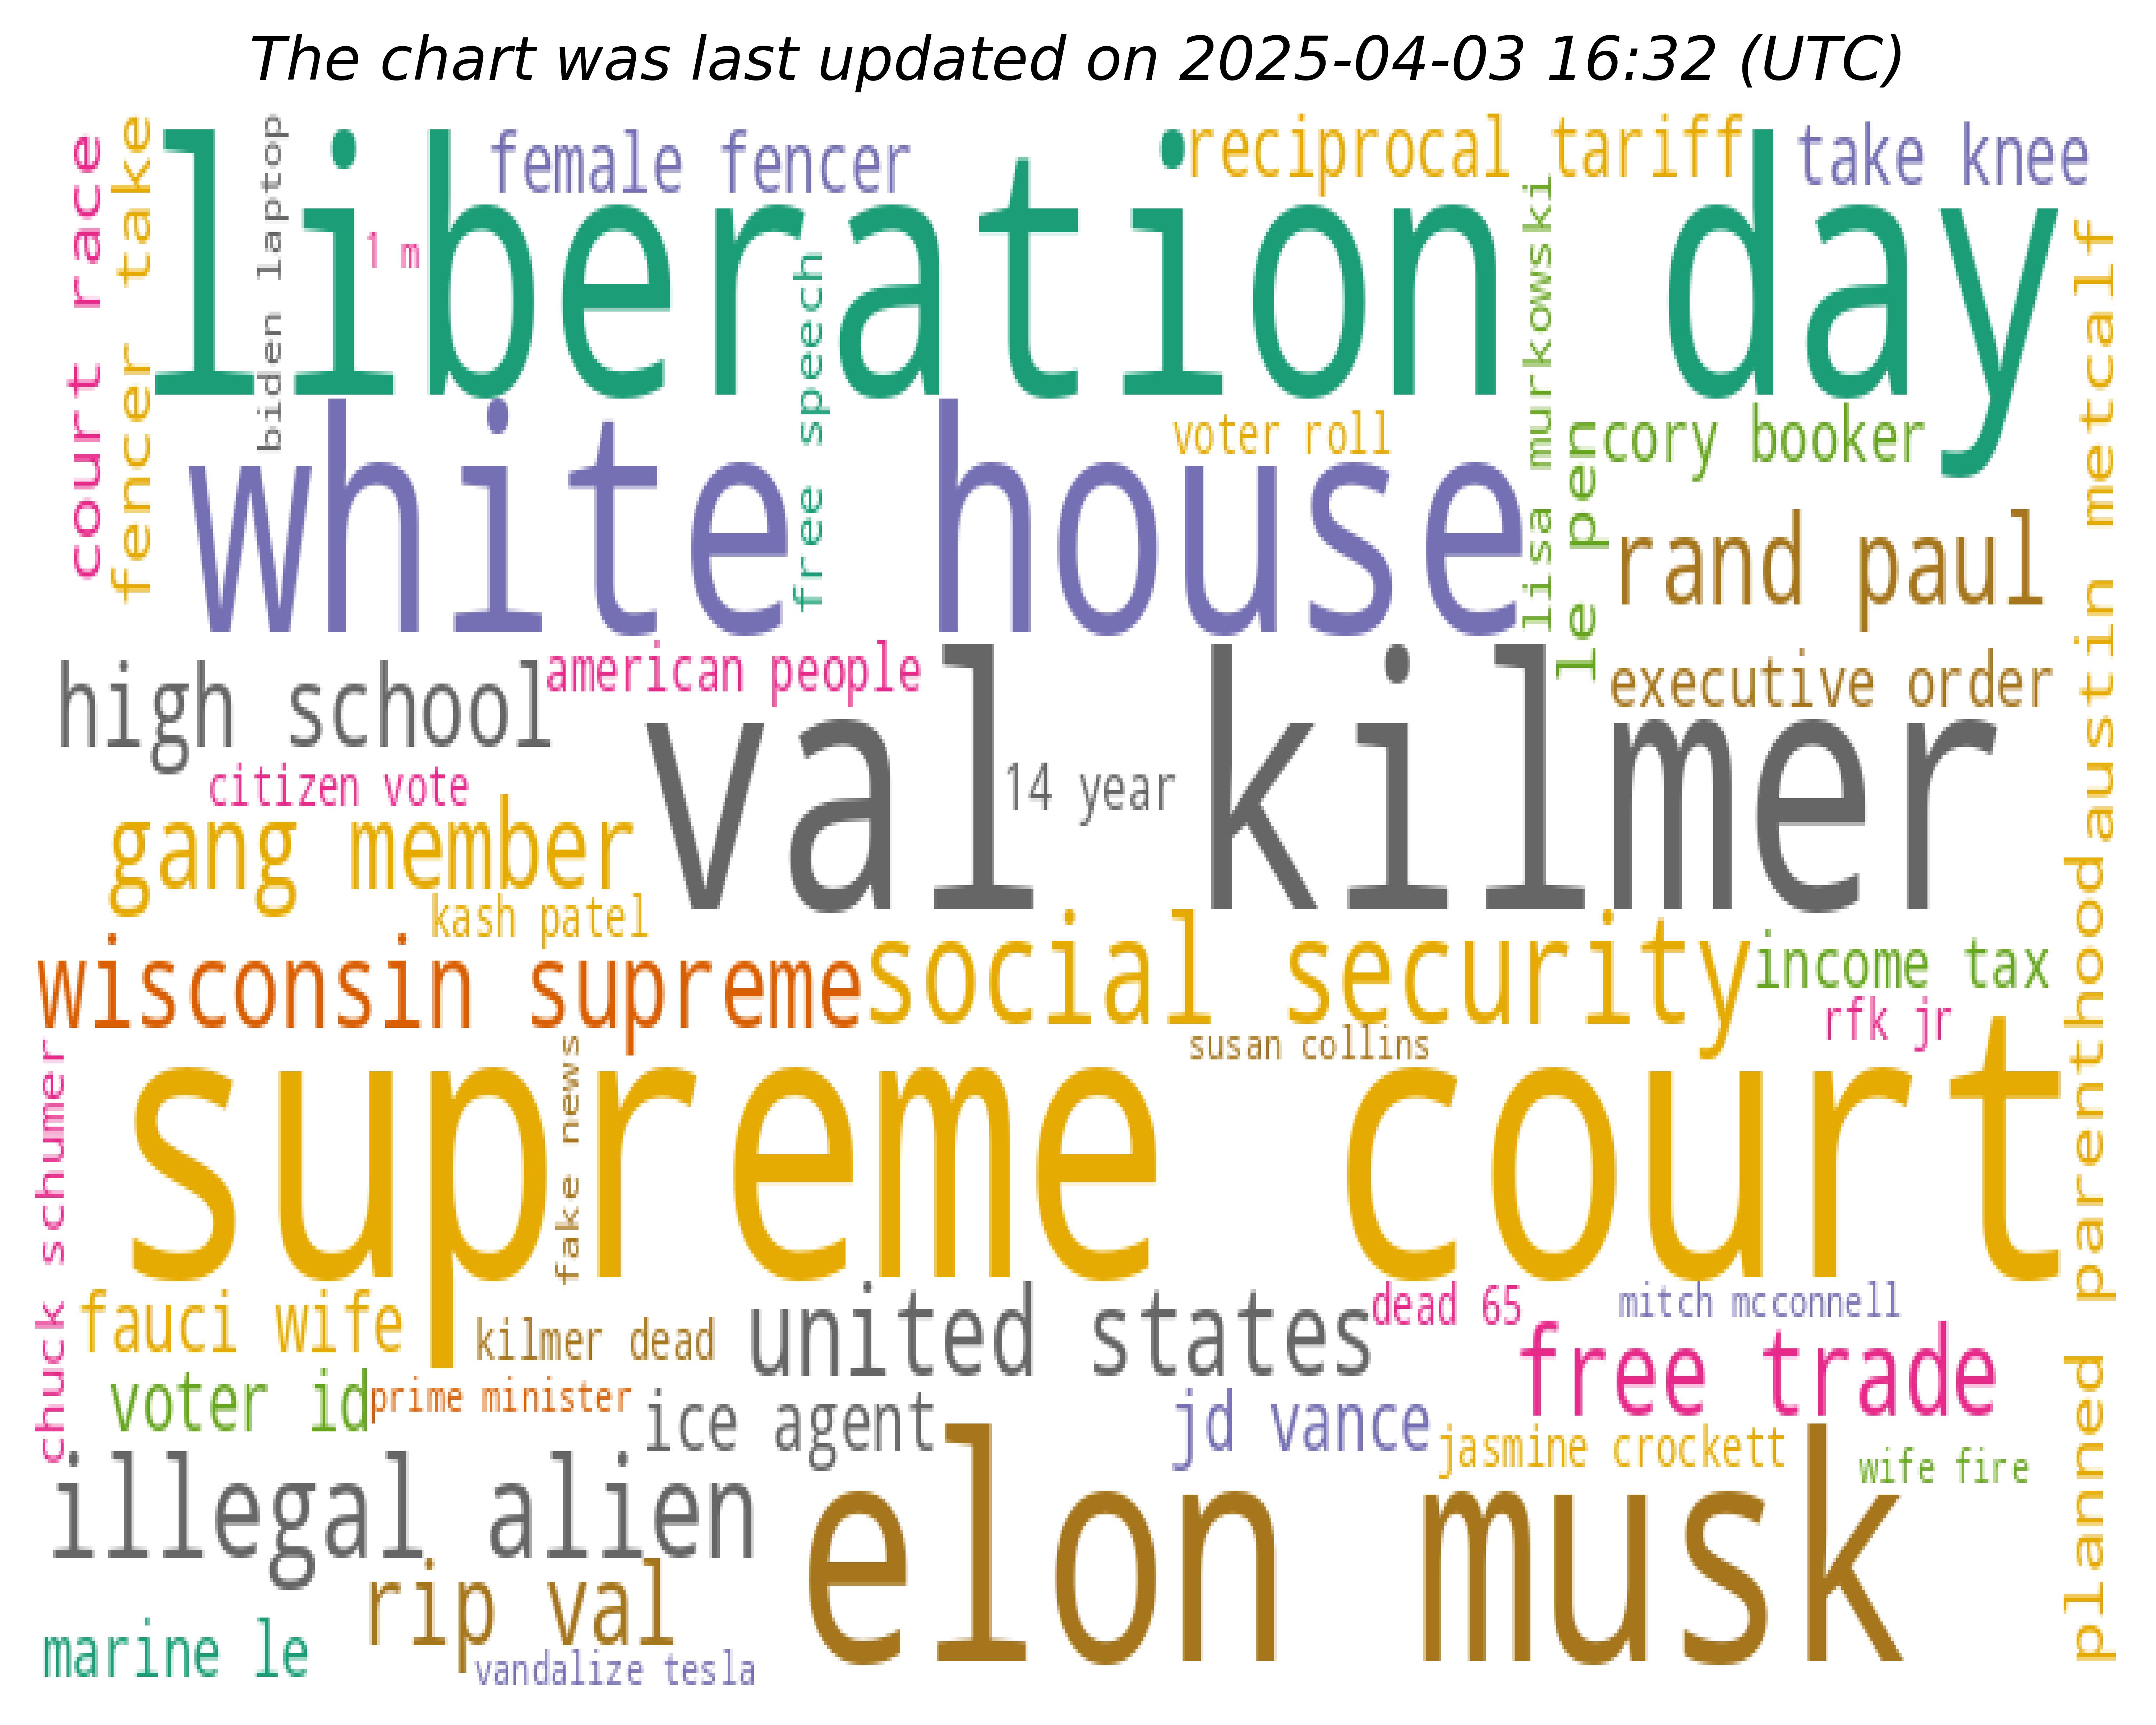 The chart was last updated on 2025-04-03 16:32 (UTC)
court race
fencer take
biden laptop
liberation day
female fencer
reciprocal tariff
take knee
1 m
free speech
lisa murkowski
austin metcalf
white house
voter roll
le pen
cory booker
rand paul
high school
american people
executive order
val kilmer
citizen vote
14 year
gang member
kash patel
wisconsin supreme
social security
income tax
rfk jr
planned parenthood
susan collins
chuck schumer
fake news
supreme court
fauci wife
kilmer dead
united states
dead 65
mitch mcconnell
free trade
voter id
prime minister
ice agent
jd vance
jasmine crockett
wife fire
illegal alien
elon musk
rip val
marine le
vandalize tesla